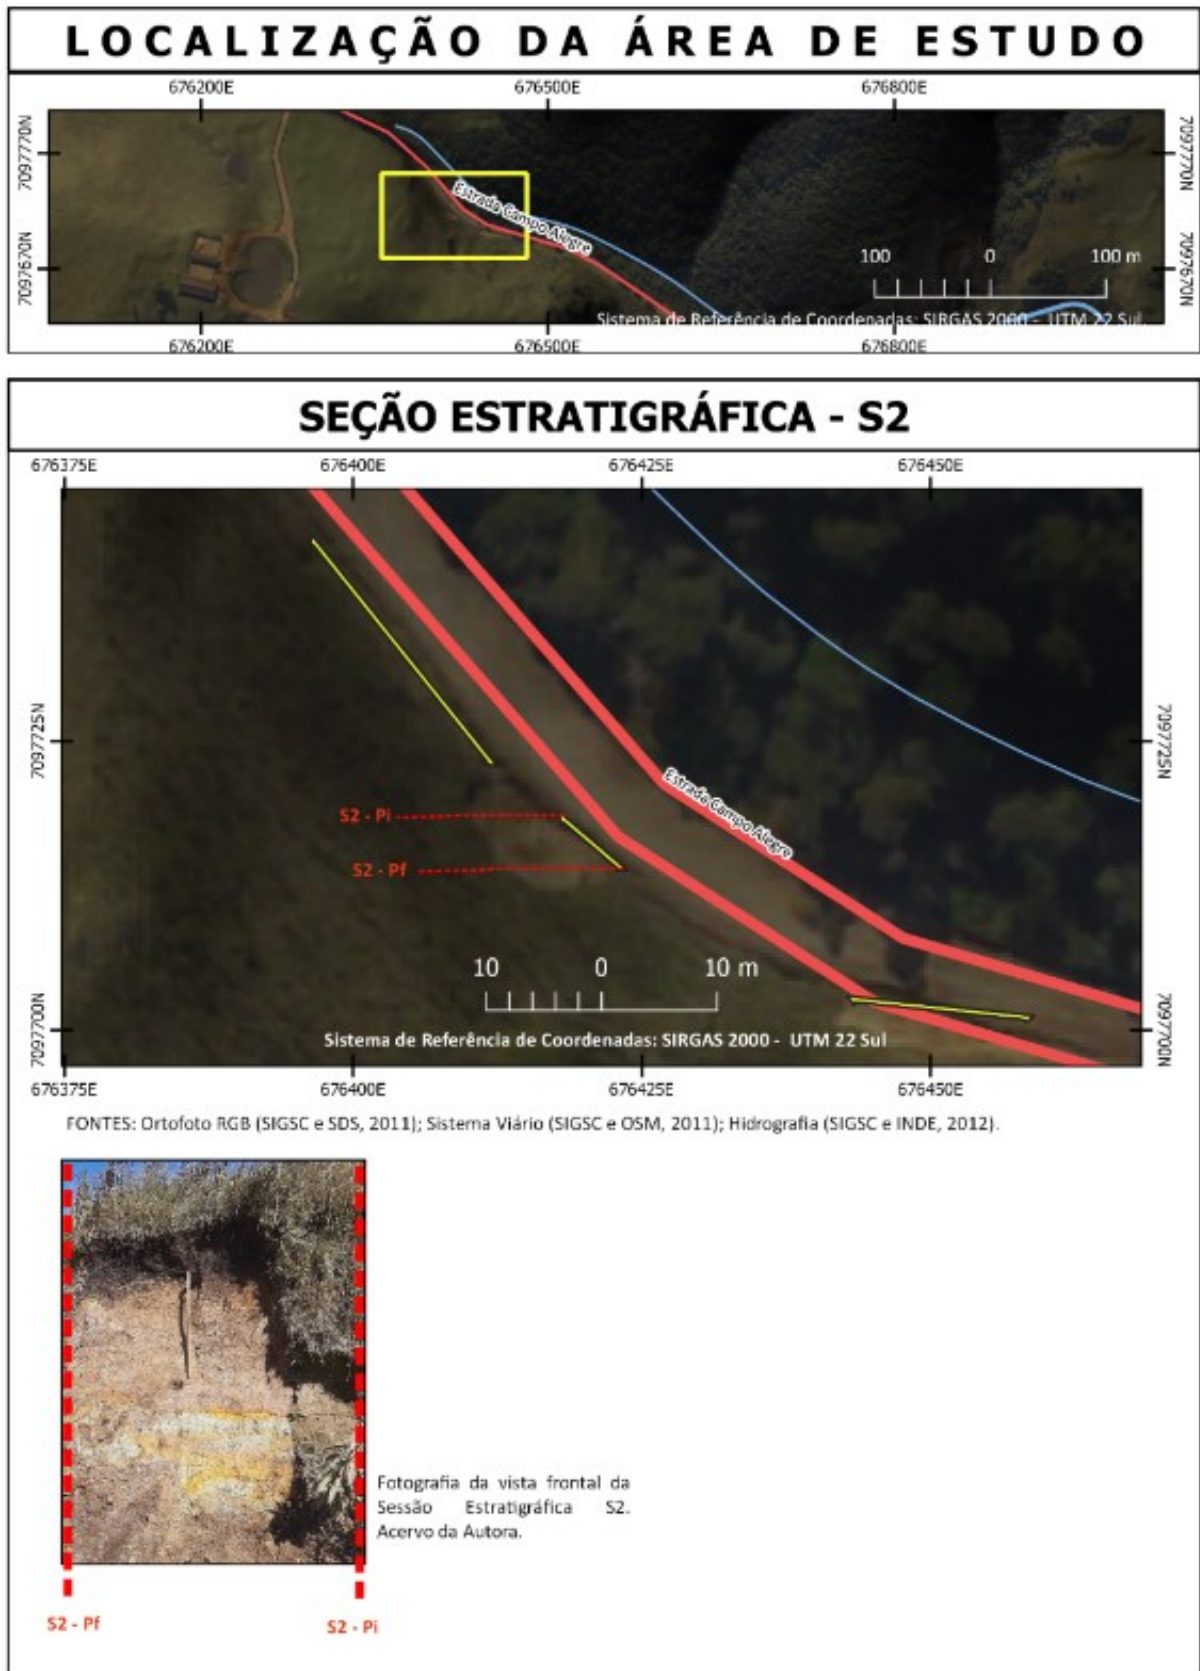 LOCALIZAÇÃO DA ÁREA DE ESTUDO
676200E 676500E 676800E
7097770N 7097770N
Estrada Campo Alegre
7097670N 7097670N
100 0 100 m
Sistema de Referência de Coordenadas: SIRGAS 2000 - UTM 22 Sul.
676200E 676500E 676800E
SEÇÃO ESTRATIGRÁFICA - S2
676375E 676400E 676425E 676450E
7097725N 7097725N
Estrada Campo Alegre
S2 - Pi
S2 - Pf
10 0 10 m
7097700N 7097700N
Sistema de Referência de Coordenadas: SIRGAS 2000 - UTM 22 Sul
676375E 676400E 676425E 676450E
FONTES: Ortofoto RGB (SIGSC e SDS, 2011); Sistema Viário (SIGSC e OSM, 2011); Hidrografia (SIGSC e INDE, 2012).
Fotografia da vista frontal da
Sessão Estratigráfica S2.
Acervo da Autora.
S2 - Pf S2 - Pi